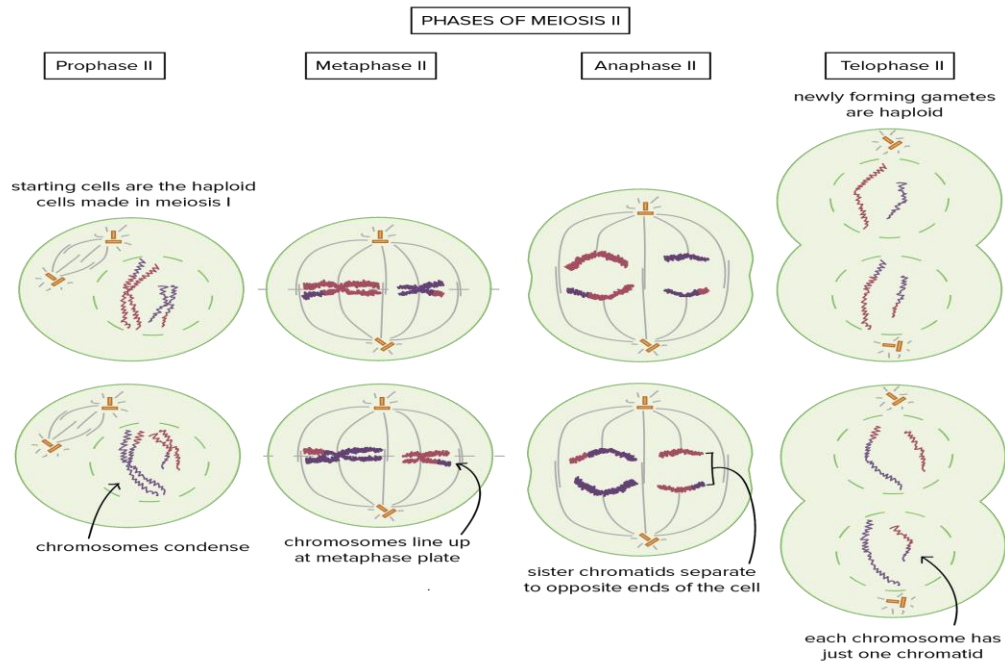 PHASES OF MEIOSIS II
Prophase II
Metaphase II
Anaphase II
Telophase II
newly forming gametes
are haploid
starting cells are the haploid
cells made in meiosis I
chromosomes condense
chromosomes line up
at metaphase plate
sister chromatids separate
to opposite ends of the cell
each chromosome has
just one chromatid